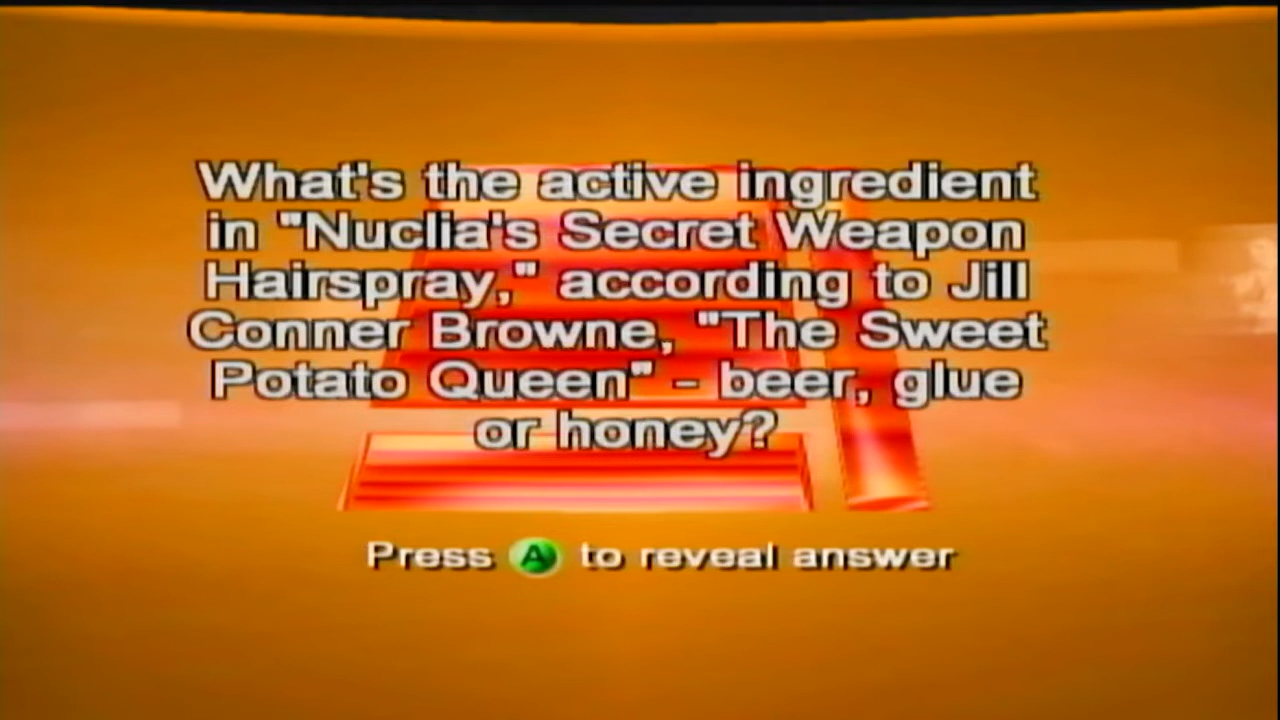 What's the active ingredient
in "Nuclia's Secret Weapon
Hairspray," according to Jill
Conner Browne, "The Sweet
Potato Queen" - beer, glue
or honey?
Press A to reveal answer